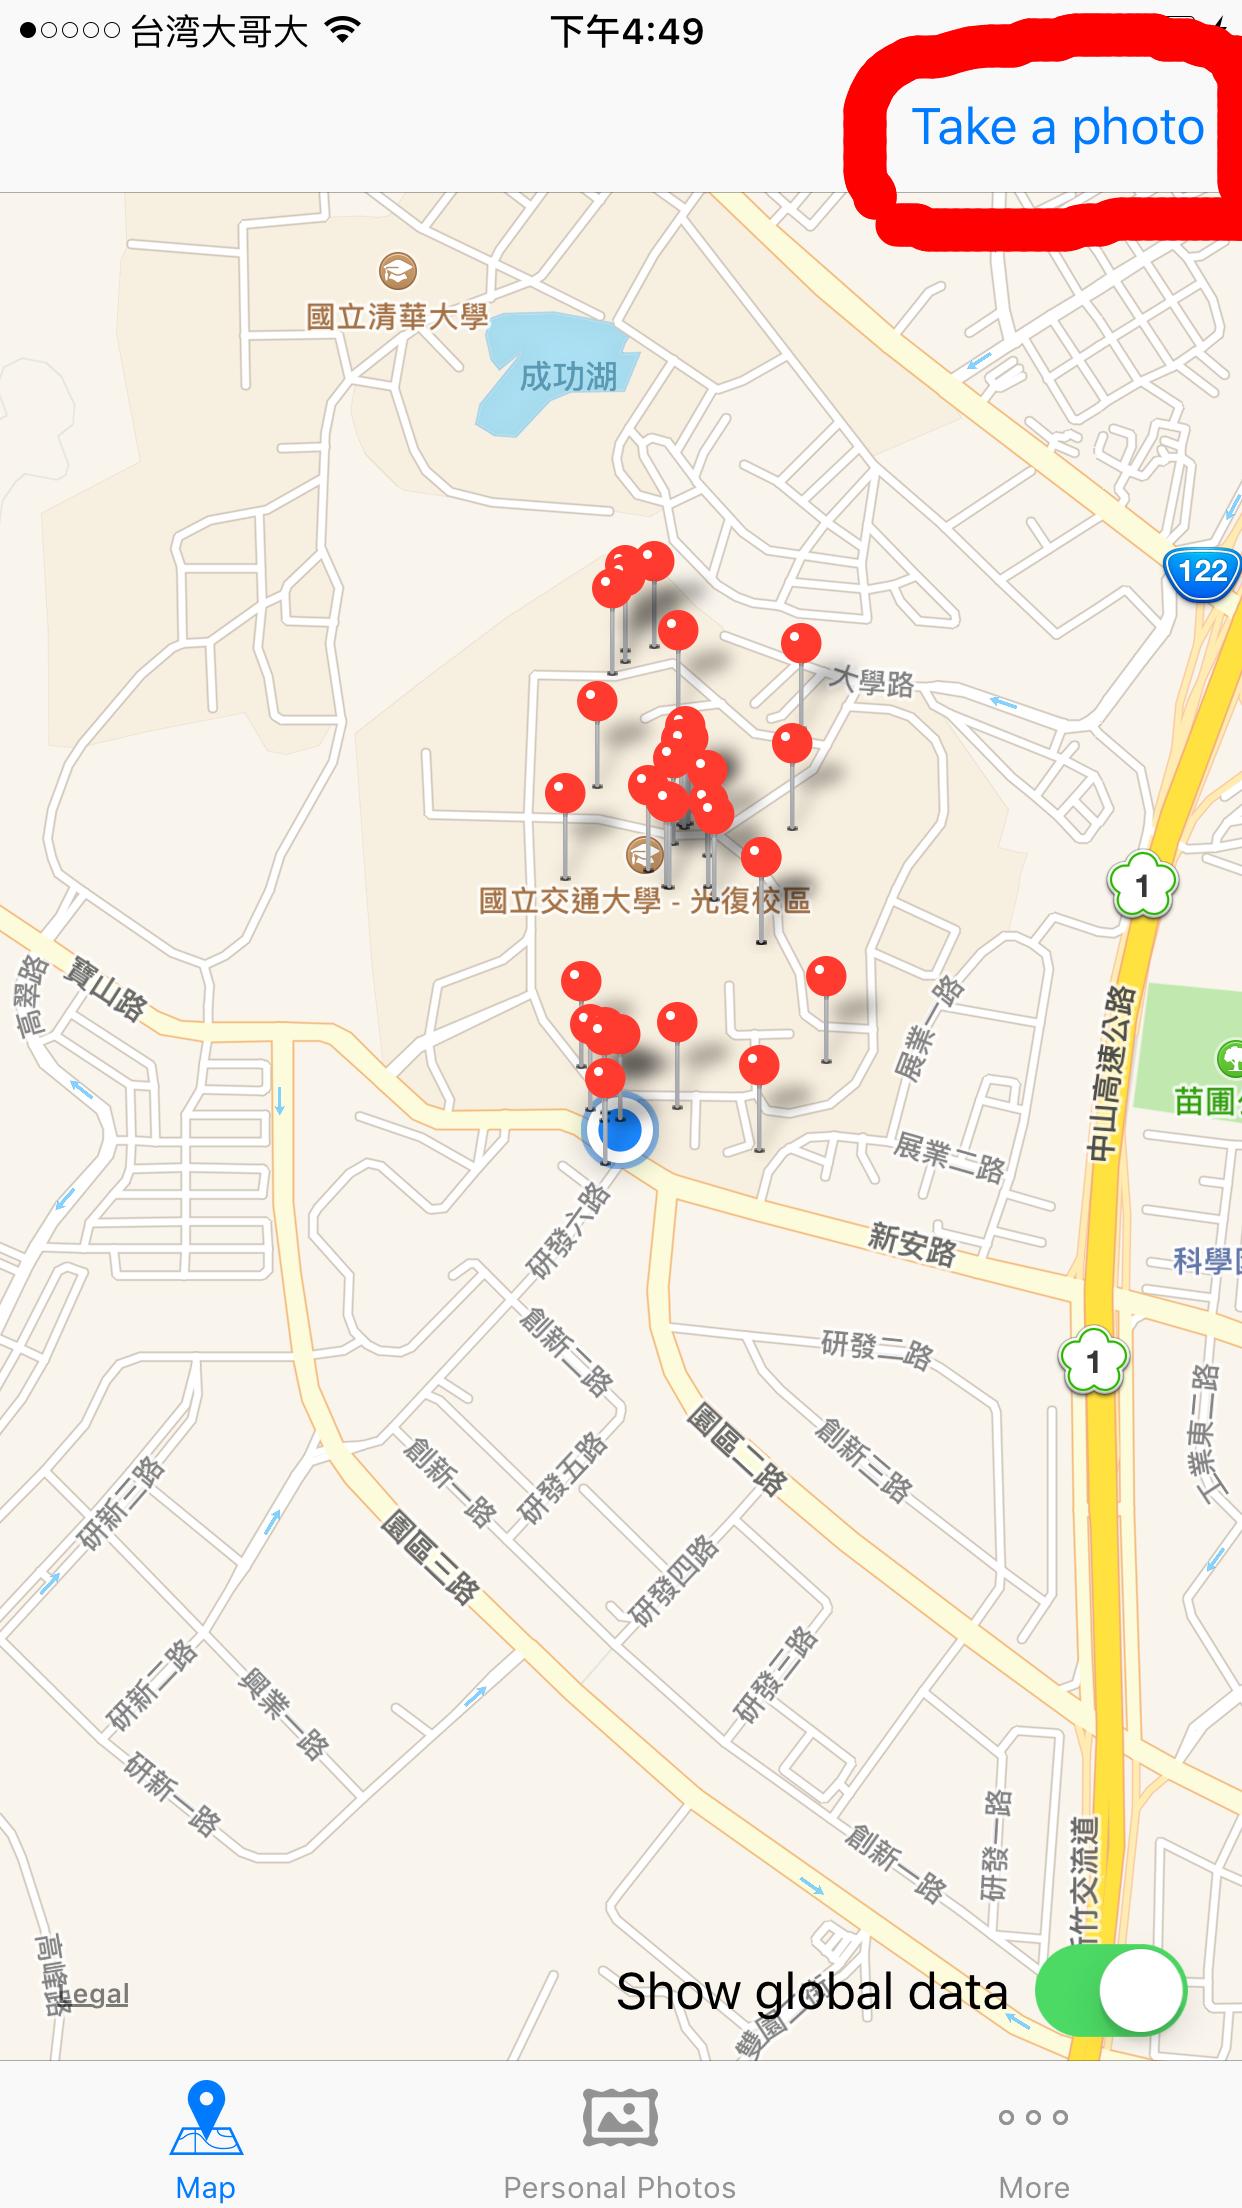 台湾大哥大
下午4:49
Take a photo
國立清華大學
成功湖
122
大學路
1
國立交通大學 - 光復校區
寶山路
高翠路
展業一路
中山高速公路
苗圃
展業二路
研發六路
新安路
科學
創新二路
研發二路
1
工業東二路
園區二路
創新三路
創新一路
研發五路
研新三路
園區三路
研發四路
研發三路
研新二路
興業一路
研新一路
研發一路
創新一路
竹交流道
高峰路
Legal
Show global data
雙園二街
Map
Personal Photos
More